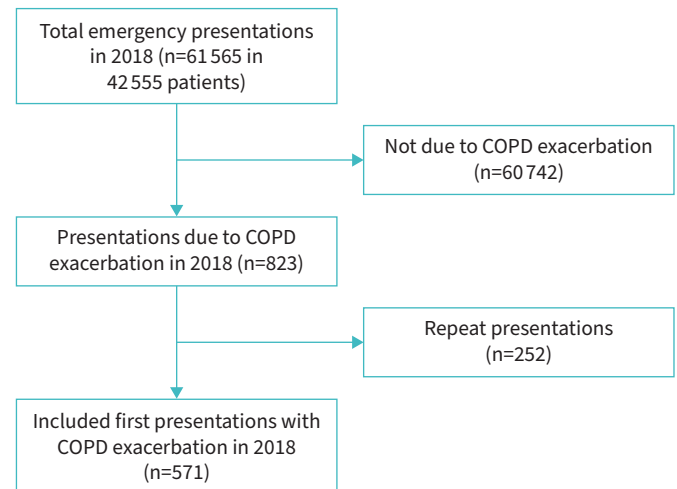 Total emergency presentations
in 2018 (n=61 565 in
42 555 patients)
Not due to COPD exacerbation
(n=60 742)
Presentations due to COPD
exacerbation in 2018 (n=823)
Repeat presentations
(n=252)
Included first presentations with
COPD exacerbation in 2018
(n=571)